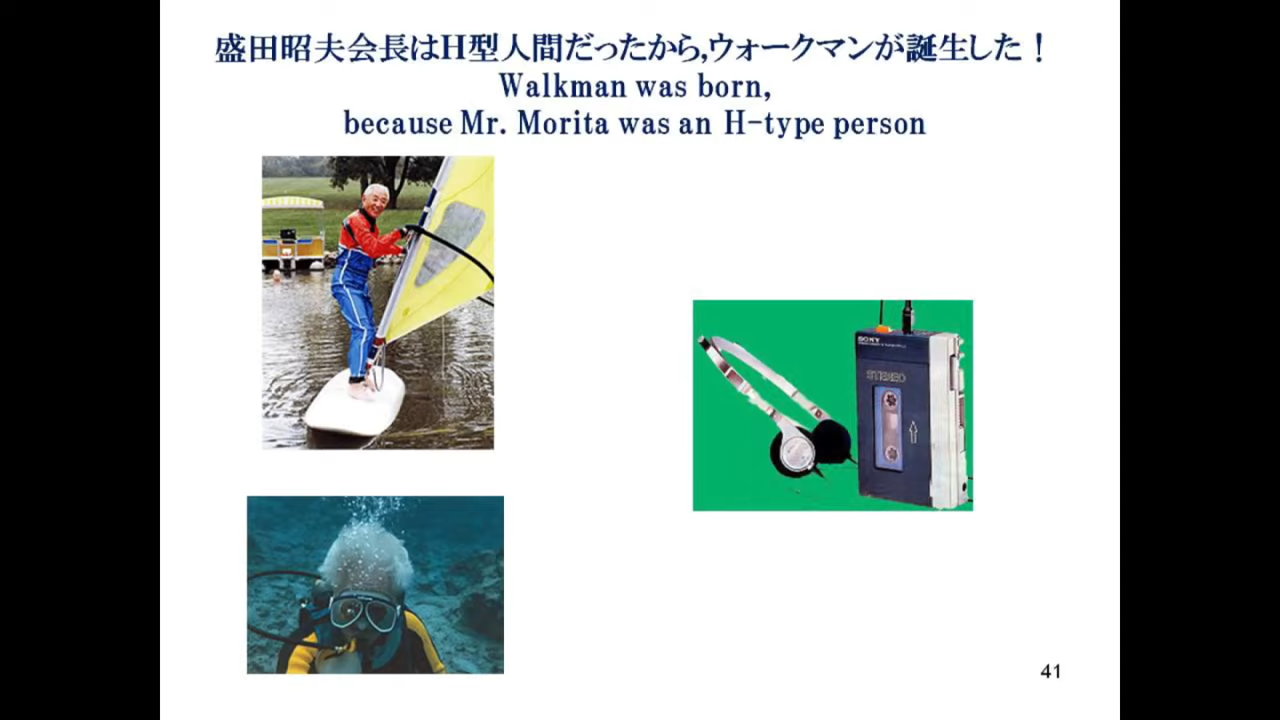 盛田昭夫会長はH型人間だったから,ウォークマンが誕生した！
Walkman was born,
because Mr. Morita was an H-type person
SONY
STEREO
41